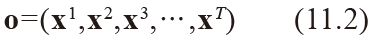 o=(x¹,x²,x³,⋯,xᵀ) (11.2)